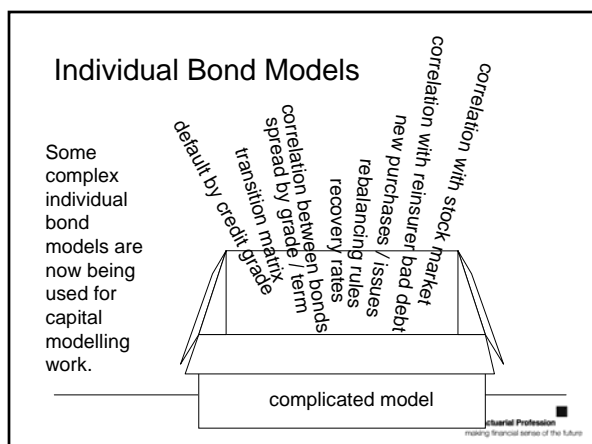 Individual Bond Models
Some
complex
individual
bond
models are
now being
used for
capital
modelling
work.
default by credit grade
transition matrix
spread by grade / term
correlation between bonds
recovery rates
rebalancing rules
new purchases / issues
correlation with reinsurer bad debt
correlation with stock market
complicated model
ctuarial Profession
making financial sense of the future